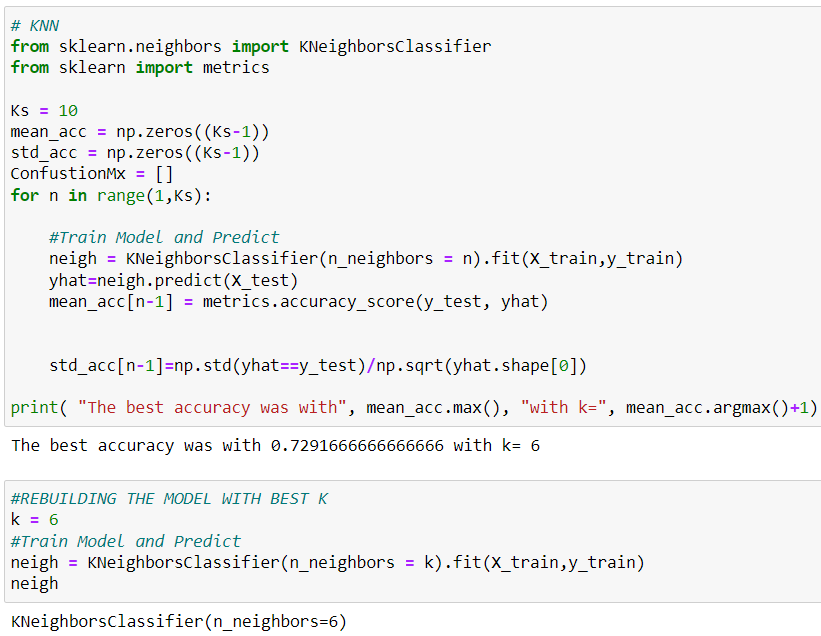 # KNN
from sklearn.neighbors import KNeighborsClassifier
from sklearn import metrics
Ks = 10
mean_acc = np.zeros((Ks-1))
std_acc = np.zeros((Ks-1))
ConfustionMx = []
for n in range(1,Ks):
#Train Model and Predict
neigh = KNeighborsClassifier(n_neighbors = n).fit(X_train,y_train)
yhat=neigh.predict(X_test)
mean_acc[n-1] = metrics.accuracy_score(y_test, yhat)
std_acc[n-1]=np.std(yhat==y_test)/np.sqrt(yhat.shape[0])
print( "The best accuracy was with", mean_acc.max(), "with k=", mean_acc.argmax()+1)
The best accuracy was with 0.7291666666666666 with k= 6
#REBUILDING THE MODEL WITH BEST K
k = 6
#Train Model and Predict
neigh = KNeighborsClassifier(n_neighbors = k).fit(X_train,y_train)
neigh
KNeighborsClassifier(n_neighbors=6)